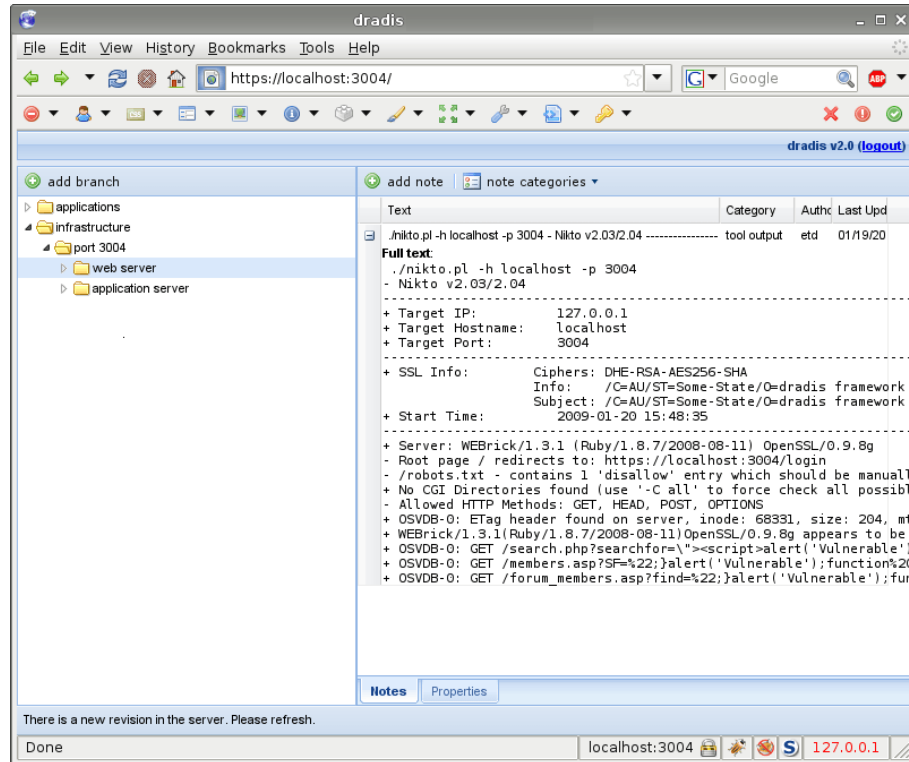 dradis
File Edit View History Bookmarks Tools Help
https://localhost:3004/
G Google ABP
dradis v2.0 (logout)
add branch
add note note categories
applications
infrastructure
port 3004
web server
application server
Text Category Autho Last Upd
./nikto.pl -h localhost -p 3004 - Nikto v2.03/2.04 ---------------- tool output etd 01/19/20
Full text:
./nikto.pl -h localhost -p 3004
- Nikto v2.03/2.04
---------------------------------------------------------------------------
+ Target IP: 127.0.0.1
+ Target Hostname: localhost
+ Target Port: 3004
---------------------------------------------------------------------------
+ SSL Info: Ciphers: DHE-RSA-AES256-SHA
Info: /C=AU/ST=Some-State/O=dradis framework
Subject: /C=AU/ST=Some-State/O=dradis framework
+ Start Time: 2009-01-20 15:48:35
---------------------------------------------------------------------------
+ Server: WEBrick/1.3.1 (Ruby/1.8.7/2008-08-11) OpenSSL/0.9.8g
- Root page / redirects to: https://localhost:3004/login
- /robots.txt - contains 1 'disallow' entry which should be manuall
+ No CGI Directories found (use '-C all' to force check all possibl
- Allowed HTTP Methods: GET, HEAD, POST, OPTIONS
+ OSVDB-0: ETag header found on server, inode: 68331, size: 204, mt
+ WEBrick/1.3.1(Ruby/1.8.7/2008-08-11)OpenSSL/0.9.8g appears to be
+ OSVDB-0: GET /search.php?searchfor=\"><script>alert('Vulnerable')
+ OSVDB-0: GET /members.asp?SF=%22;}alert('Vulnerable');function%20
+ OSVDB-0: GET /forum_members.asp?find=%22;}alert('Vulnerable');fun
Notes Properties
There is a new revision in the server. Please refresh.
Done localhost:3004 S 127.0.0.1